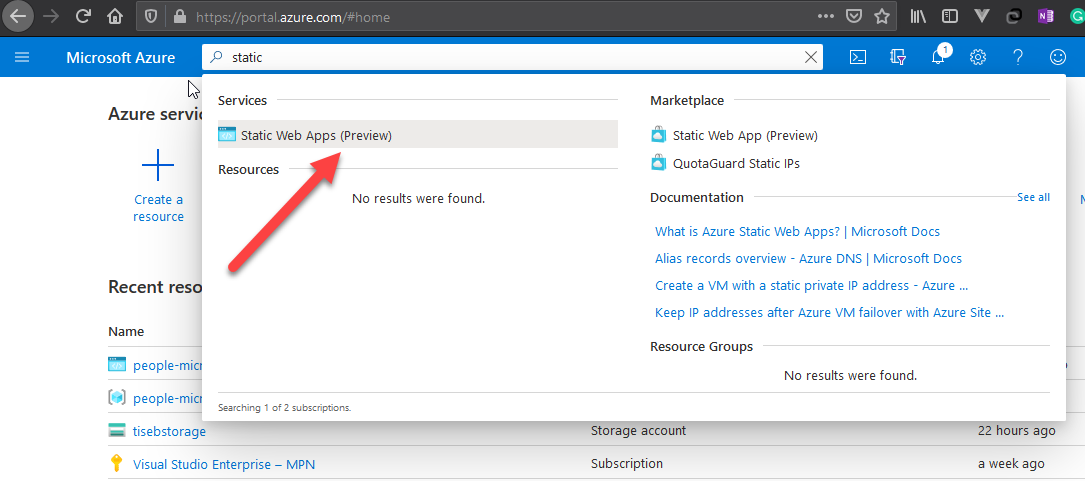 https://portal.azure.com/#home
Microsoft Azure
static
1
Azure servic
Create a
resource
Services
Static Web Apps (Preview)
Resources
No results were found.
Marketplace
Static Web App (Preview)
QuotaGuard Static IPs
Documentation
See all
What is Azure Static Web Apps? | Microsoft Docs
Alias records overview - Azure DNS | Microsoft Docs
Create a VM with a static private IP address - Azure ...
Keep IP addresses after Azure VM failover with Azure Site ...
Resource Groups
No results were found.
Searching 1 of 2 subscriptions.
Recent reso
Name
people-micr
people-micr
tisebstorage
Storage account
22 hours ago
Visual Studio Enterprise – MPN
Subscription
a week ago